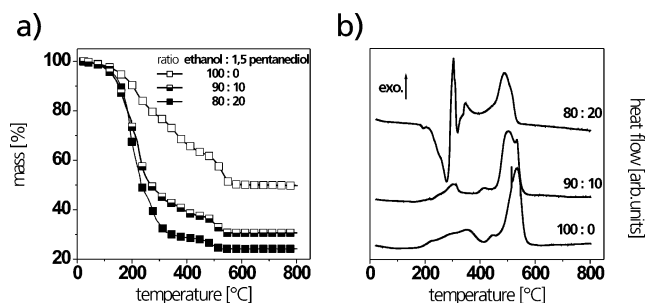 a)
ratio ethanol : 1,5 pentanediol
100 : 0
90 : 10
80 : 20
mass [%]
100
80
60
40
20
0 200 400 600 800
temperature [°C]
b)
exo.
80 : 20
90 : 10
100 : 0
heat flow [arb.units]
0 200 400 600 800
temperature [°C]